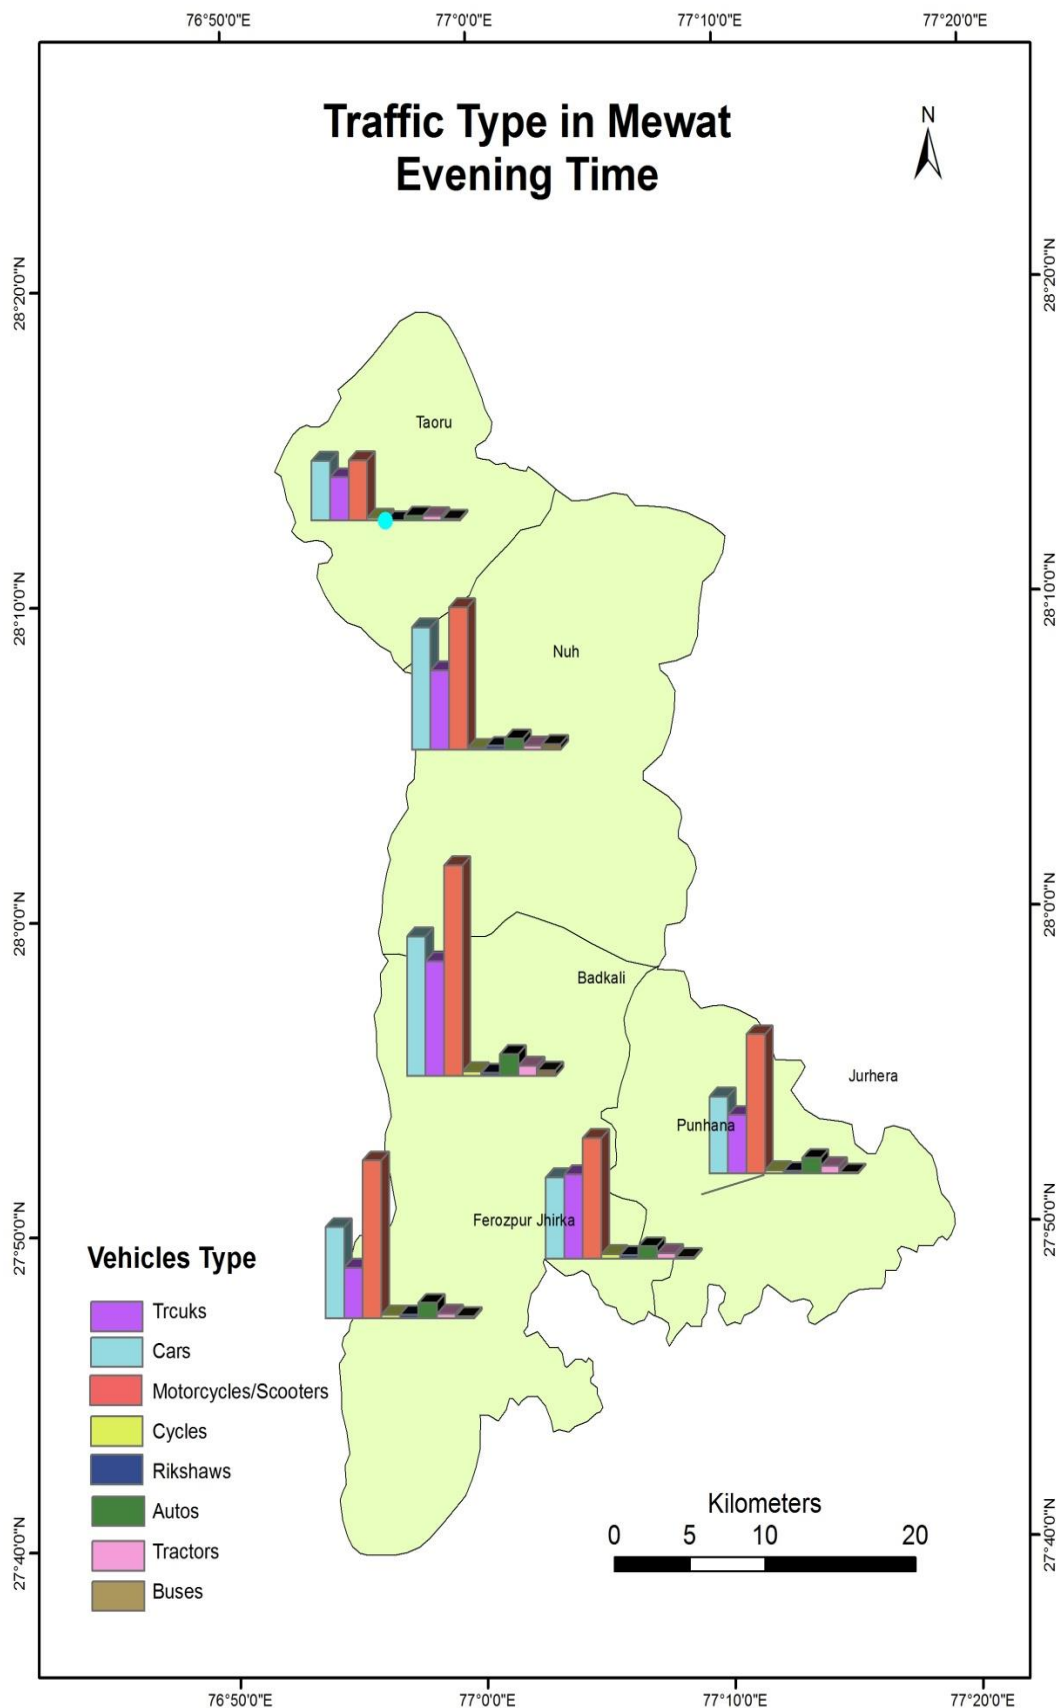 76°50'0"E
77°0'0"E
77°10'0"E
77°20'0"E
Traffic Type in Mewat
Evening Time
N
28°20'0"N
28°20'0"N
Taoru
28°10'0"N
28°10'0"N
Nuh
28°0'0"N
28°0'0"N
Badkali
Jurhera
Punhana
Ferozpur Jhirka
27°50'0"N
27°50'0"N
Vehicles Type
Trcuks
Cars
Motorcycles/Scooters
Cycles
Rikshaws
Autos
Tractors
Buses
Kilometers
0 5 10 20
27°40'0"N
27°40'0"N
76°50'0"E
77°0'0"E
77°10'0"E
77°20'0"E